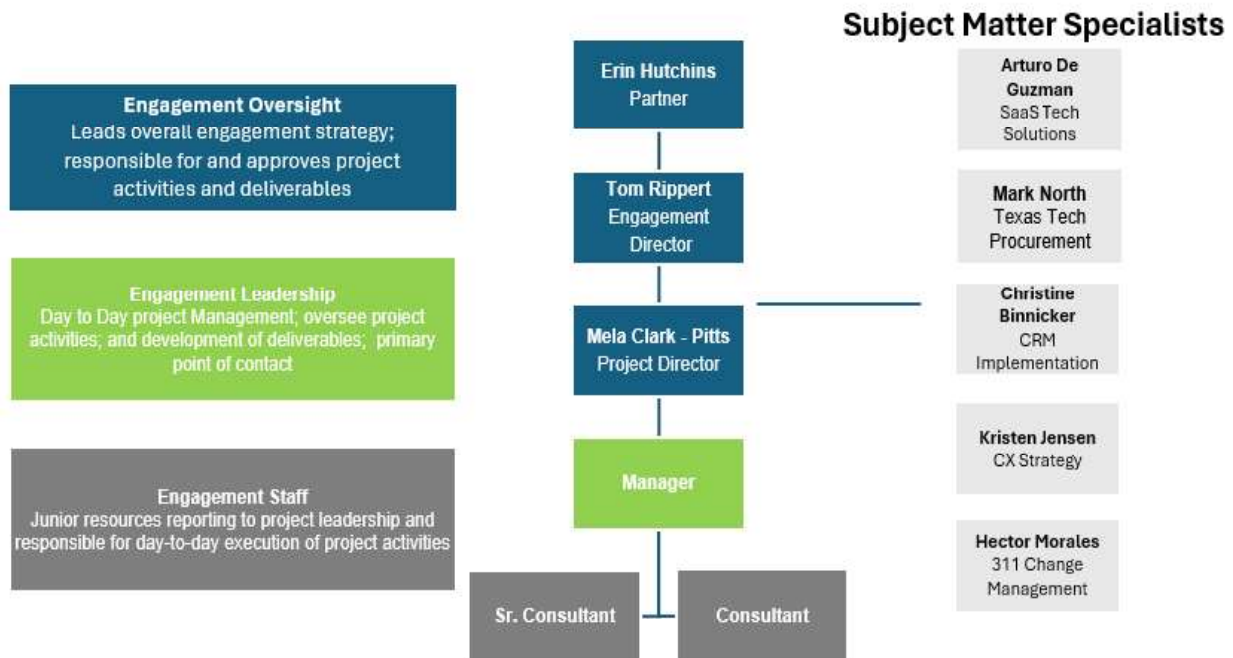 Subject Matter Specialists
Engagement Oversight
Leads overall engagement strategy;
responsible for and approves project
activities and deliverables
Engagement Leadership
Day to Day project Management; oversee project
activities; and development of deliverables; primary
point of contact
Engagement Staff
Junior resources reporting to project leadership and
responsible for day-to-day execution of project activities
Erin Hutchins
Partner
Tom Rippert
Engagement
Director
Mela Clark - Pitts
Project Director
Manager
Sr. Consultant
Consultant
Arturo De
Guzman
SaaS Tech
Solutions
Mark North
Texas Tech
Procurement
Christine
Binnicker
CRM
Implementation
Kristen Jensen
CX Strategy
Hector Morales
311 Change
Management